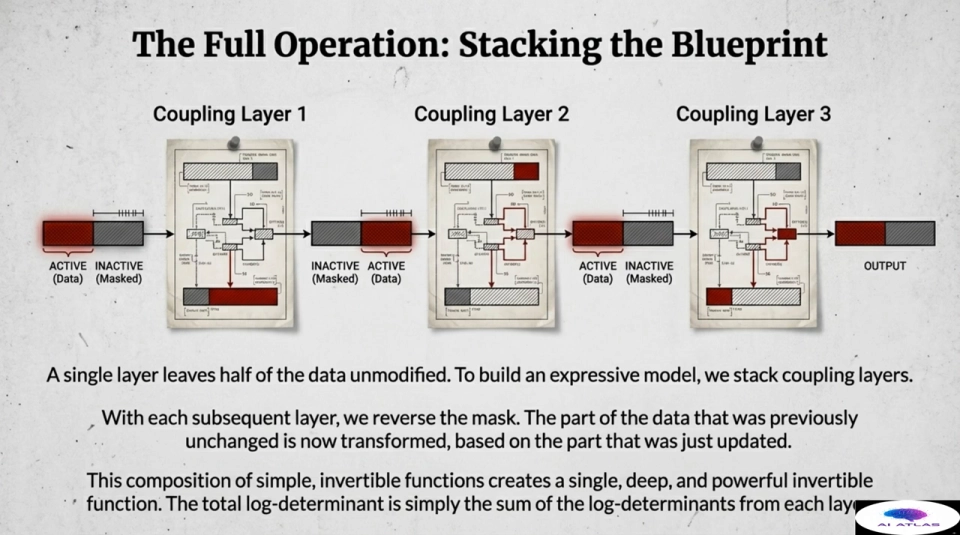 The Full Operation: Stacking the Blueprint
Coupling Layer 1
Coupling Layer 2
Coupling Layer 3
ACTIVE
(Data)
INACTIVE
(Masked)
INACTIVE
(Masked)
ACTIVE
(Data)
ACTIVE
(Data)
INACTIVE
(Masked)
OUTPUT
A single layer leaves half of the data unmodified. To build an expressive model, we stack coupling layers.
With each subsequent layer, we reverse the mask. The part of the data that was previously
unchanged is now transformed, based on the part that was just updated.
This composition of simple, invertible functions creates a single, deep, and powerful invertible
function. The total log-determinant is simply the sum of the log-determinants from each
AI ATLAS